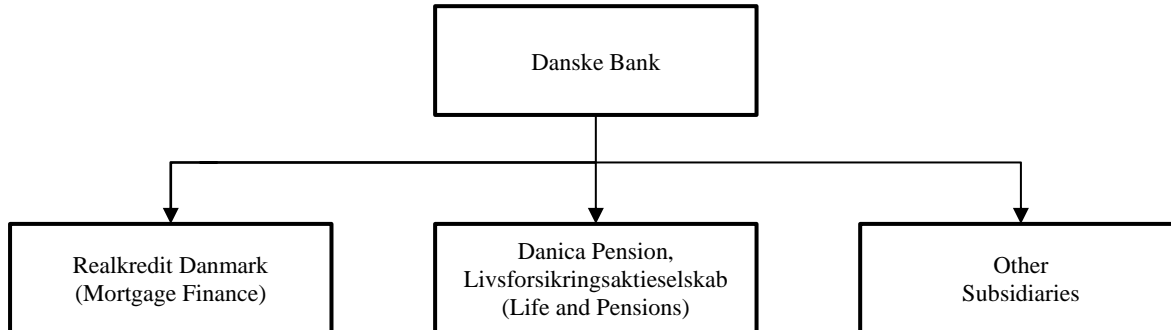 Danske Bank
Realkredit Danmark
(Mortgage Finance)
Danica Pension,
Livsforsikringsaktieselskab
(Life and Pensions)
Other
Subsidiaries